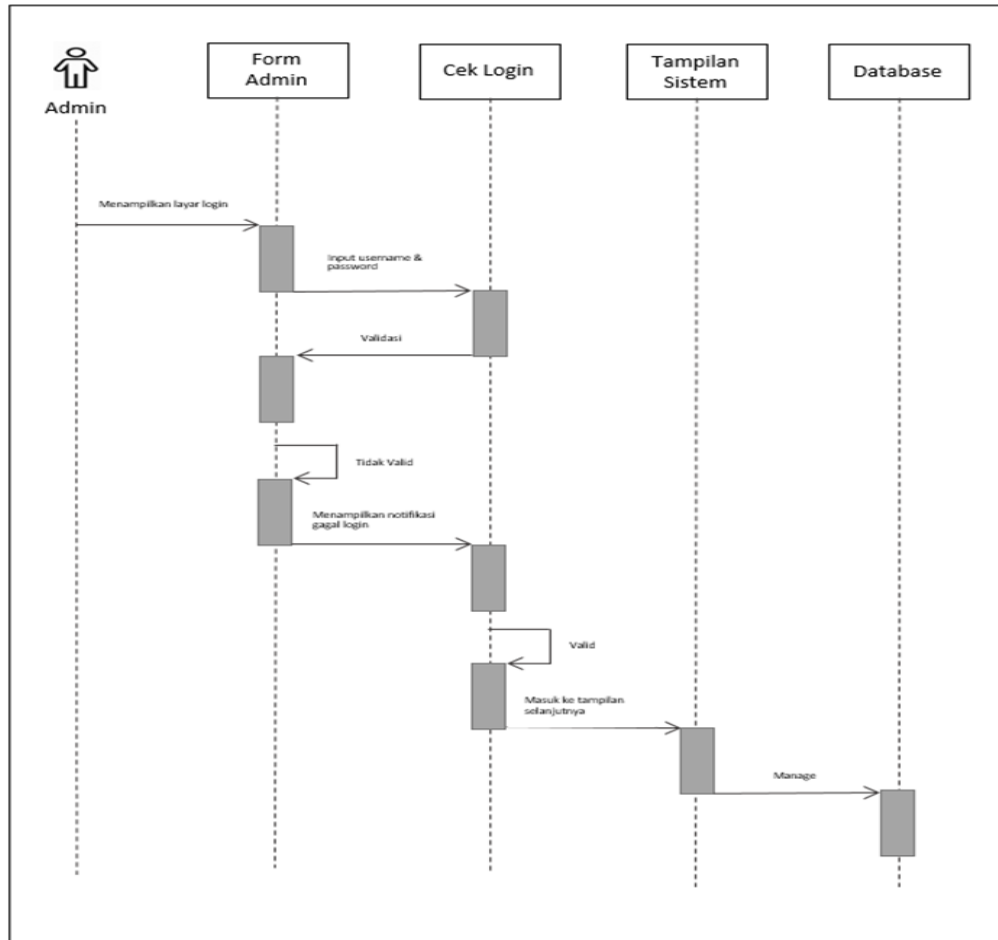 Admin
Form
Admin
Cek Login
Tampilan
Sistem
Database
Menampilkan layar login
Input username &
password
Validasi
Tidak Valid
Menampilkan notifikasi
gagal login
Valid
Masuk ke tampilan
selanjutnya
Manage